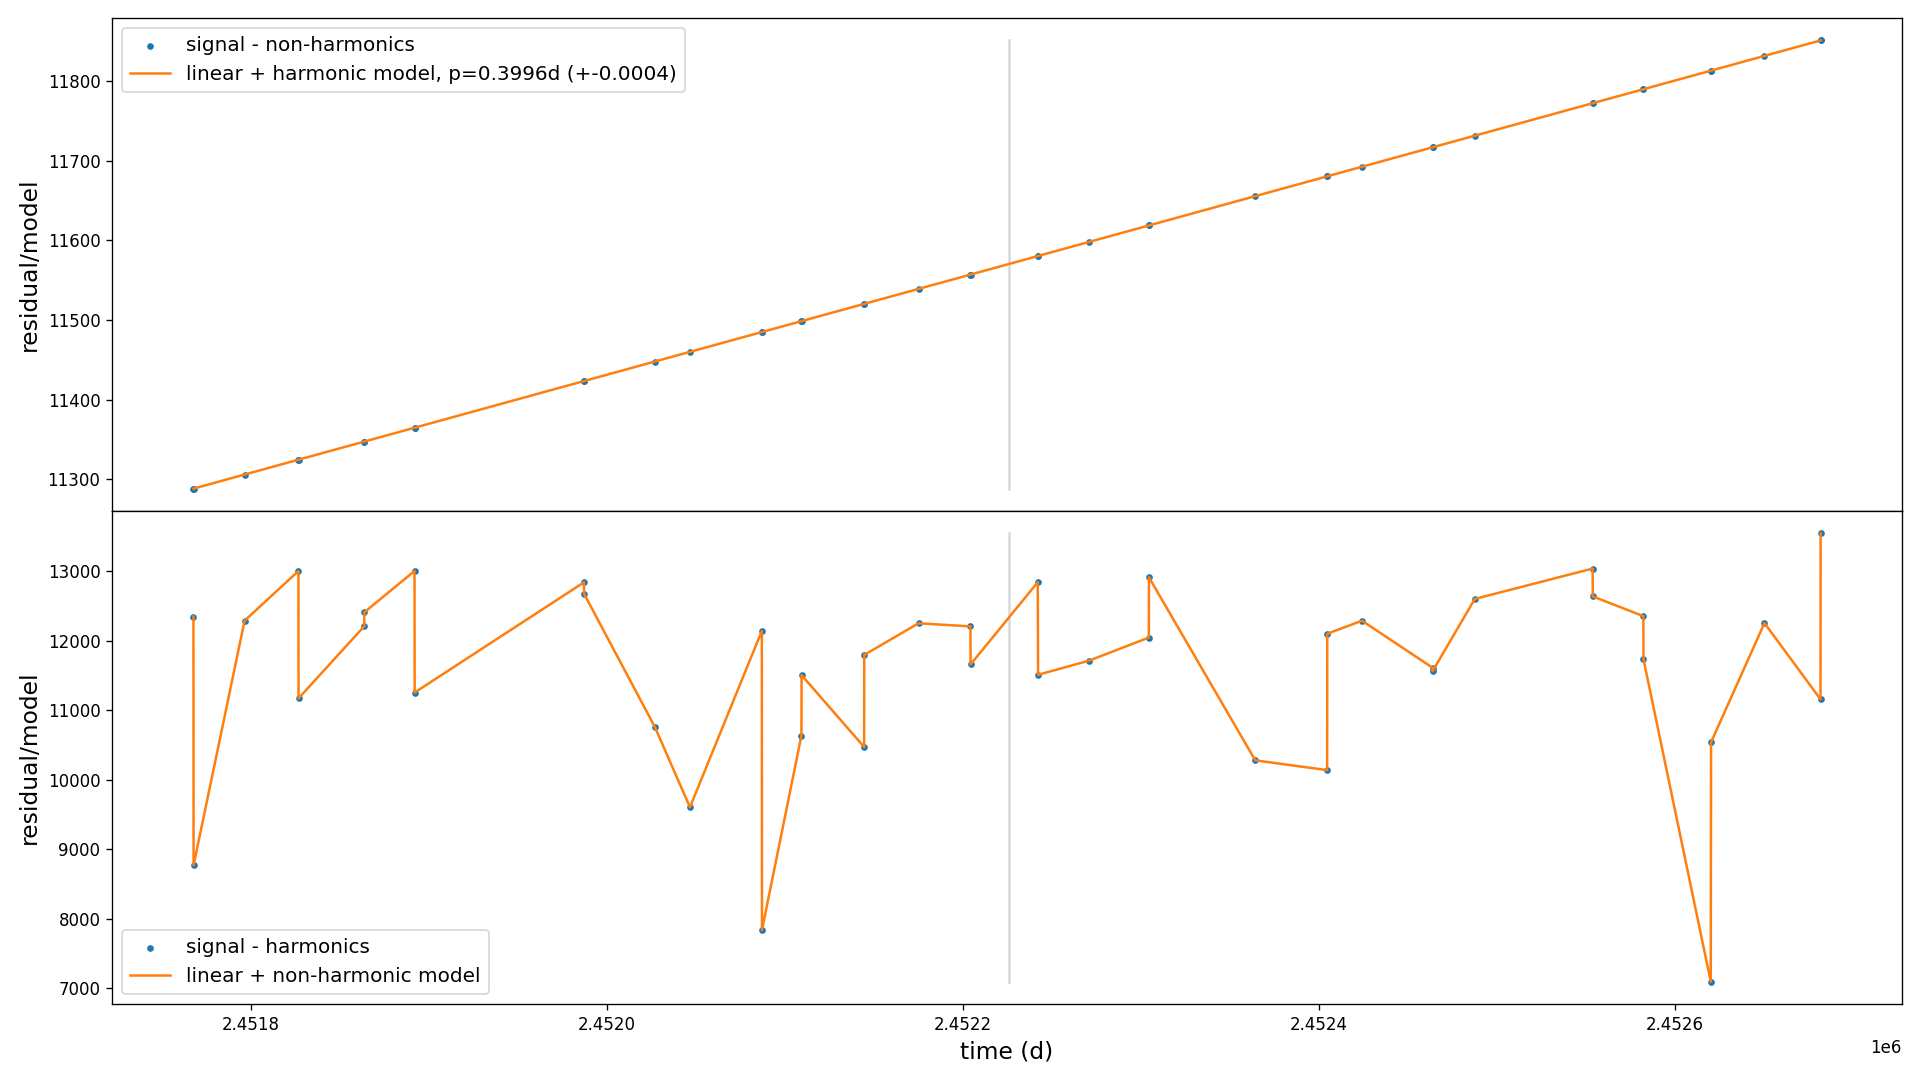 signal - non-harmonics
linear + harmonic model, p=0.3996d (+-0.0004)
11800
11700
11600
11500
11400
11300
residual/model
13000
12000
11000
10000
9000
8000
7000
residual/model
signal - harmonics
linear + non-harmonic model
2.4518
2.4520
2.4522
2.4524
2.4526
1e6
time (d)